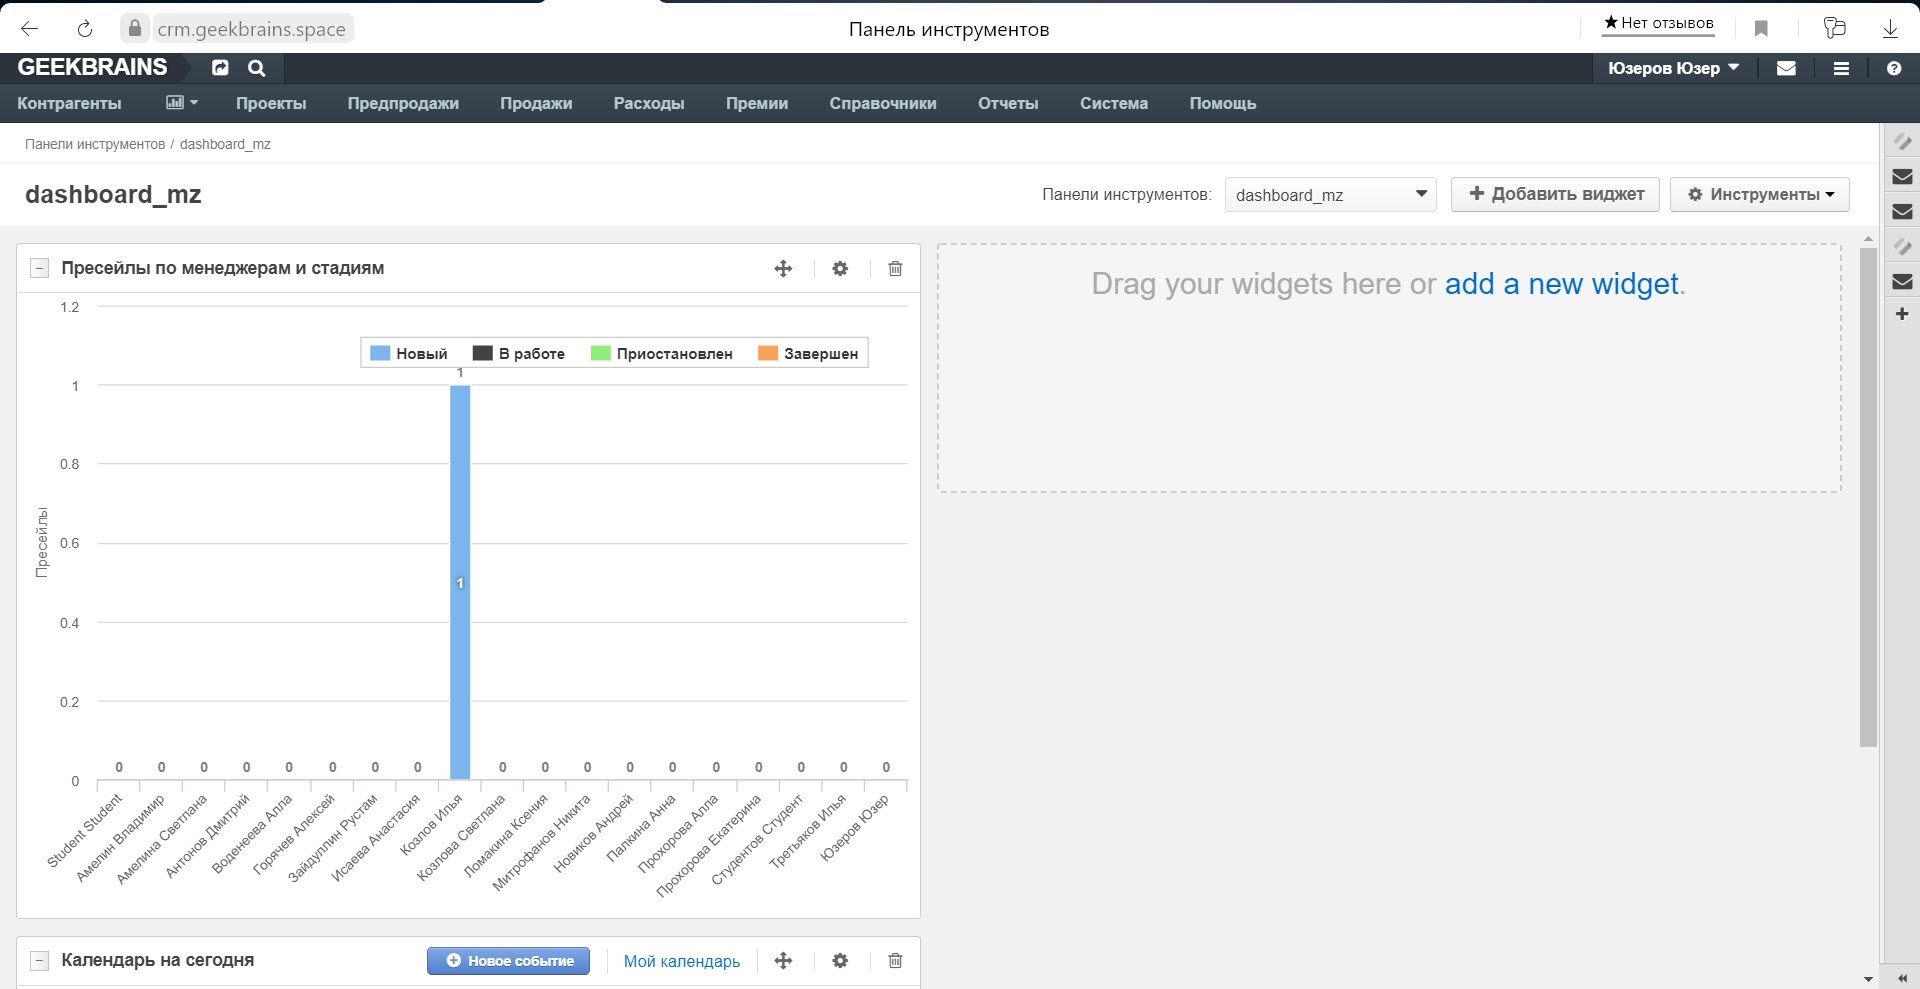 crm.geekbrains.space
Панель инструментов
★Нет отзывов
GEEKBRAINS
Юзеров Юзер
Контрагенты
Проекты
Предпродажи
Продажи
Расходы
Премии
Справочники
Отчеты
Система
Помощь
Панели инструментов / dashboard_mz
dashboard_mz
Панели инструментов:
dashboard_mz
+ Добавить виджет
Инструменты
Пресейлы по менеджерам и стадиям
Drag your widgets here or add a new widget.
1.2
Новый
В работе
Приостановлен
Завершен
1
1
0.8
0.6
Пресейлы
1
0.4
0.2
0 0 0 0 0 0 0 0 0 0 0 0 0 0 0 0 0 0
0
Student Student
Амелин Владимир
Амелина Светлана
Антонов Дмитрий
Воденеева Алла
Горячев Алексей
Зайдуллин Рустам
Исаева Анастасия
Козлов Илья
Козлова Светлана
Ломакина Ксения
Митрофанов Никита
Новиков Андрей
Палкина Анна
Прохорова Алла
Прохорова Екатерина
Студентов Студент
Третьяков Илья
Юзеров Юзер
Календарь на сегодня
Новое событие
Мой календарь